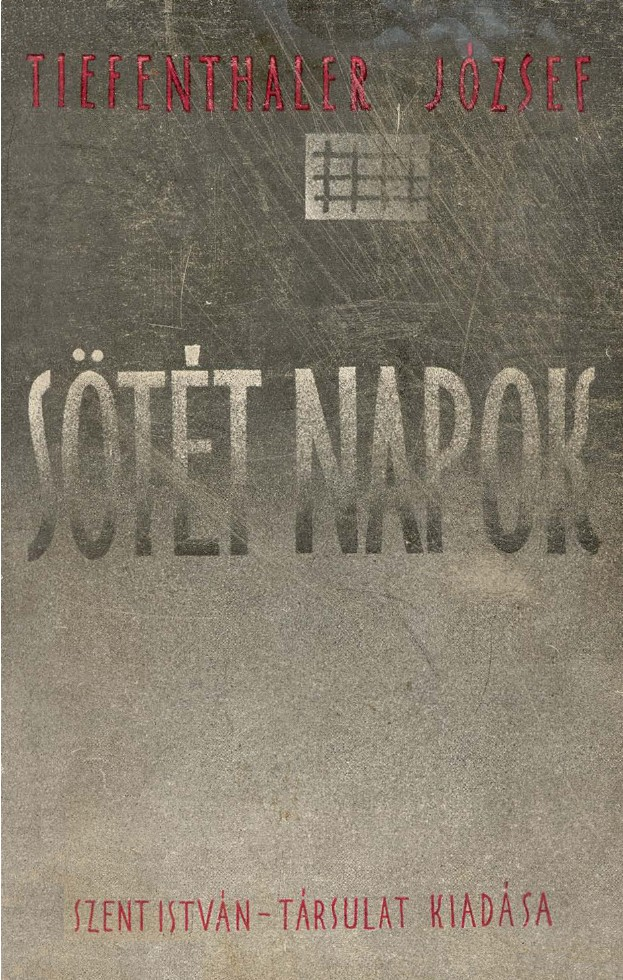 TIEFENTHALER JÓZSEF
SÖTÉT NAPOK
SZENT ISTVÁN-TÁRSULAT KIADÁSA